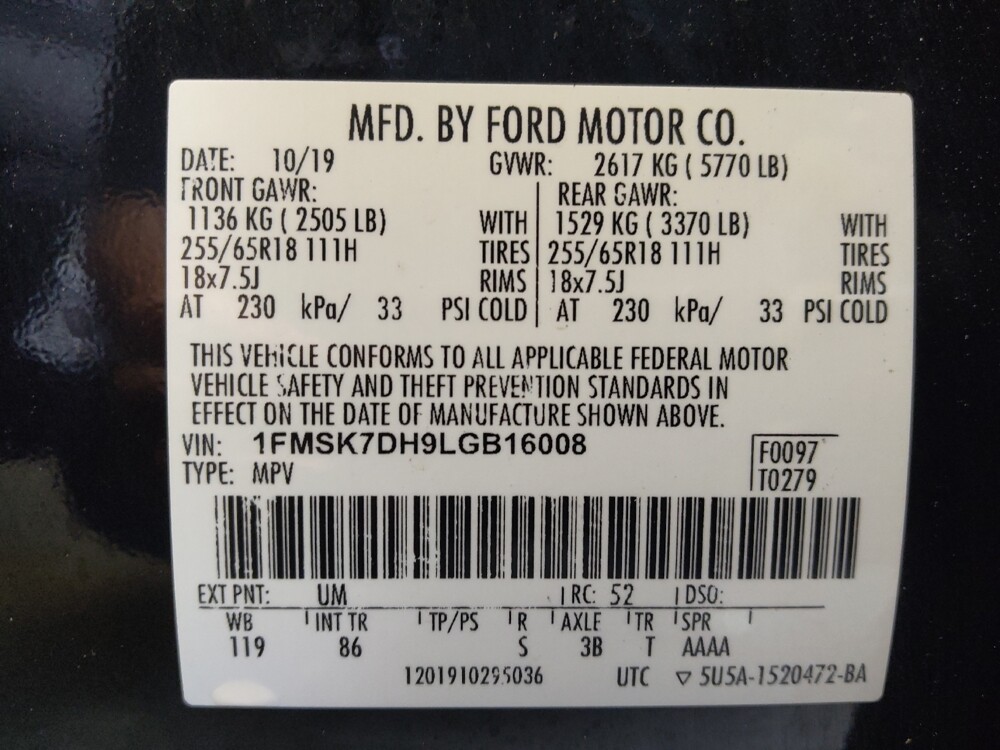 MFD. BY FORD MOTOR CO.
DATE: 10/19 GVWR: 2617 KG ( 5770 LB)
FRONT GAWR: REAR GAWR:
1136 KG ( 2505 LB) WITH 1529 KG ( 3370 LB) WITH
255/65R18 111H TIRES 255/65R18 111H TIRES
18x7.5J RIMS 18x7.5J RIMS
AT 230 kPa/ 33 PSI COLD AT 230 kPa/ 33 PSI COLD
THIS VEHICLE CONFORMS TO ALL APPLICABLE FEDERAL MOTOR
VEHICLE SAFETY AND THEFT PREVENTION STANDARDS IN
EFFECT ON THE DATE OF MANUFACTURE SHOWN ABOVE.
VIN: 1FMSK7DH9LGB16008 F0097
TYPE: MPV T0279
EXT PNT: UM RC: 52 DSO:
WB INT TR TP/PS R AXLE TR SPR
119 86 S 3B T AAAA
1201910295036 UTC ▽ 5U5A-1520472-BA